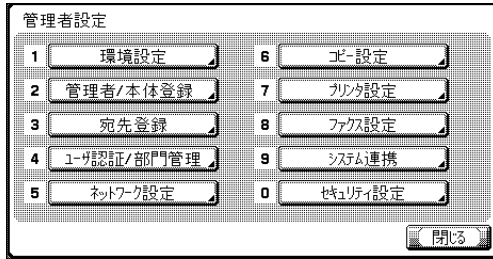 管理者設定
1 環境設定
2 管理者/本体登録
3 宛先登録
4 ユーザ認証/部門管理
5 ネットワーク設定
6 コピー設定
7 プリンタ設定
8 ファクス設定
9 システム連携
0 セキュリティ設定
閉じる